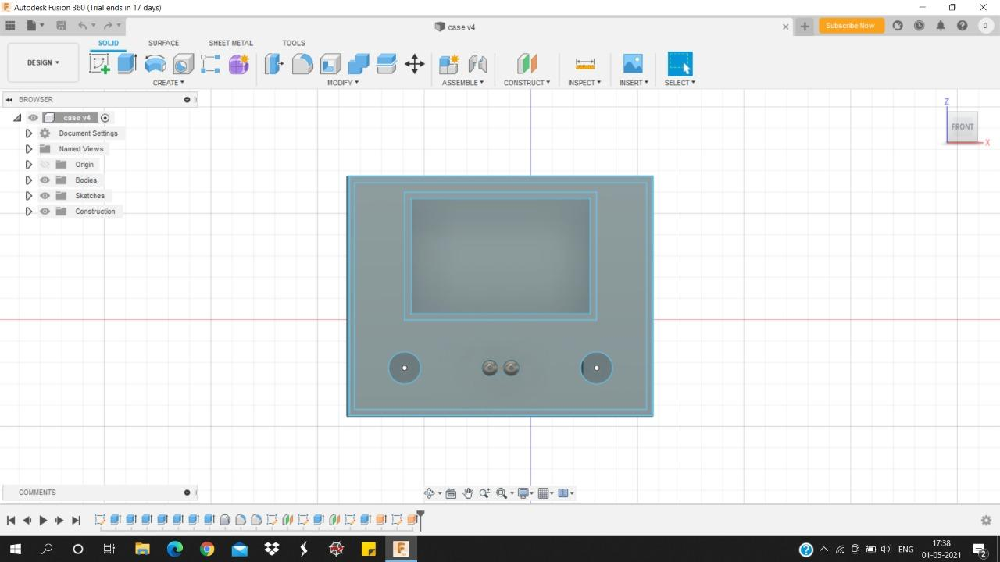 Autodesk Fusion 360 (Trial ends in 17 days)
case v4
Subscribe Now
D
DESIGN
SOLID SURFACE SHEET METAL TOOLS
CREATE MODIFY ASSEMBLE CONSTRUCT INSPECT INSERT SELECT
BROWSER
case v4
Document Settings
Named Views
Origin
Bodies
Sketches
Construction
Z
FRONT
X
COMMENTS
ENG
17:38
01-05-2021
2